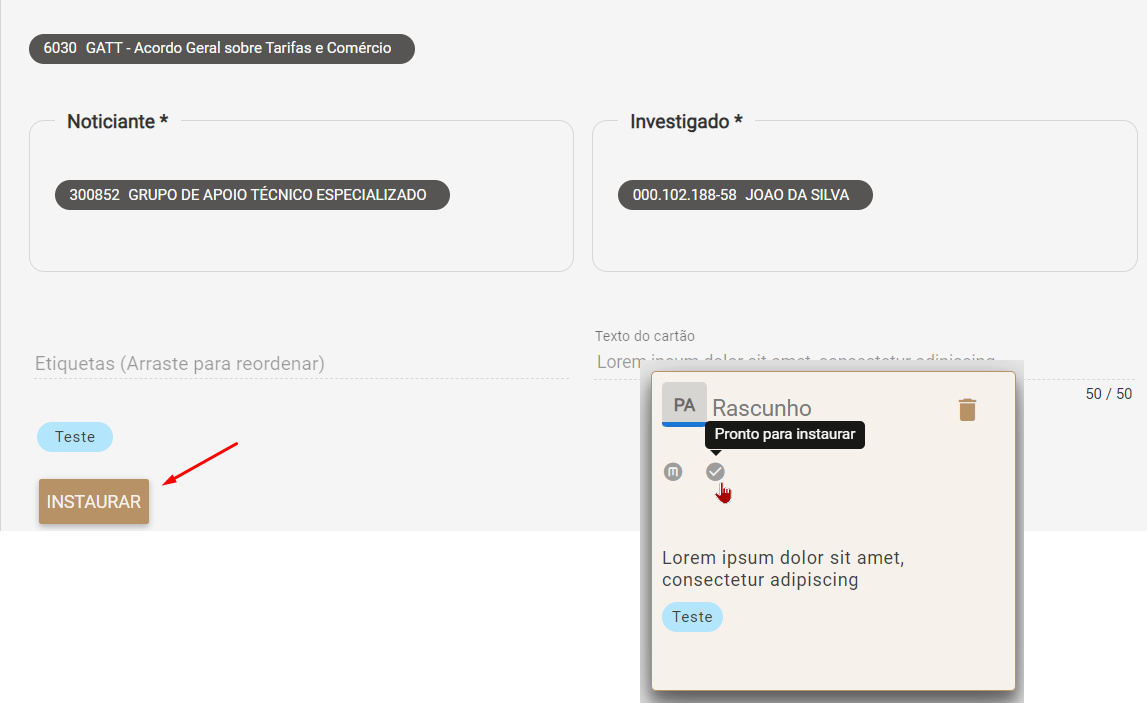 6030 GATT - Acordo Geral sobre Tarifas e Comércio
Noticiante *
Investigado *
300852 GRUPO DE APOIO TÉCNICO ESPECIALIZADO
000.102.188-58 JOAO DA SILVA
Texto do cartão
Etiquetas (Arraste para reordenar)
Lorem ipsum dolor sit amet, consectetur adipiscing
50 / 50
Teste
INSTAURAR
PA
Rascunho
Pronto para instaurar
m
Lorem ipsum dolor sit amet,
consectetur adipiscing
Teste